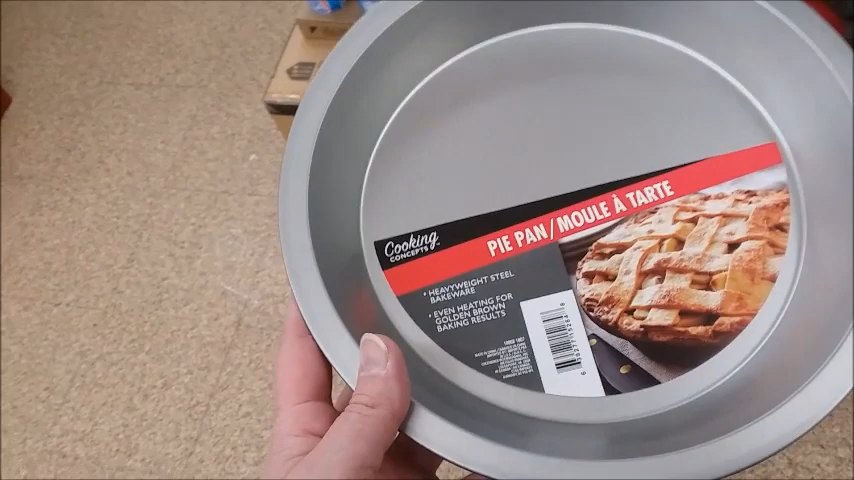 Cooking
CONCEPTS
PIE PAN/MOULE À TARTE
• HEAVYWEIGHT STEEL
BAKEWARE
• EVEN HEATING FOR
GOLDEN BROWN
BAKING RESULTS